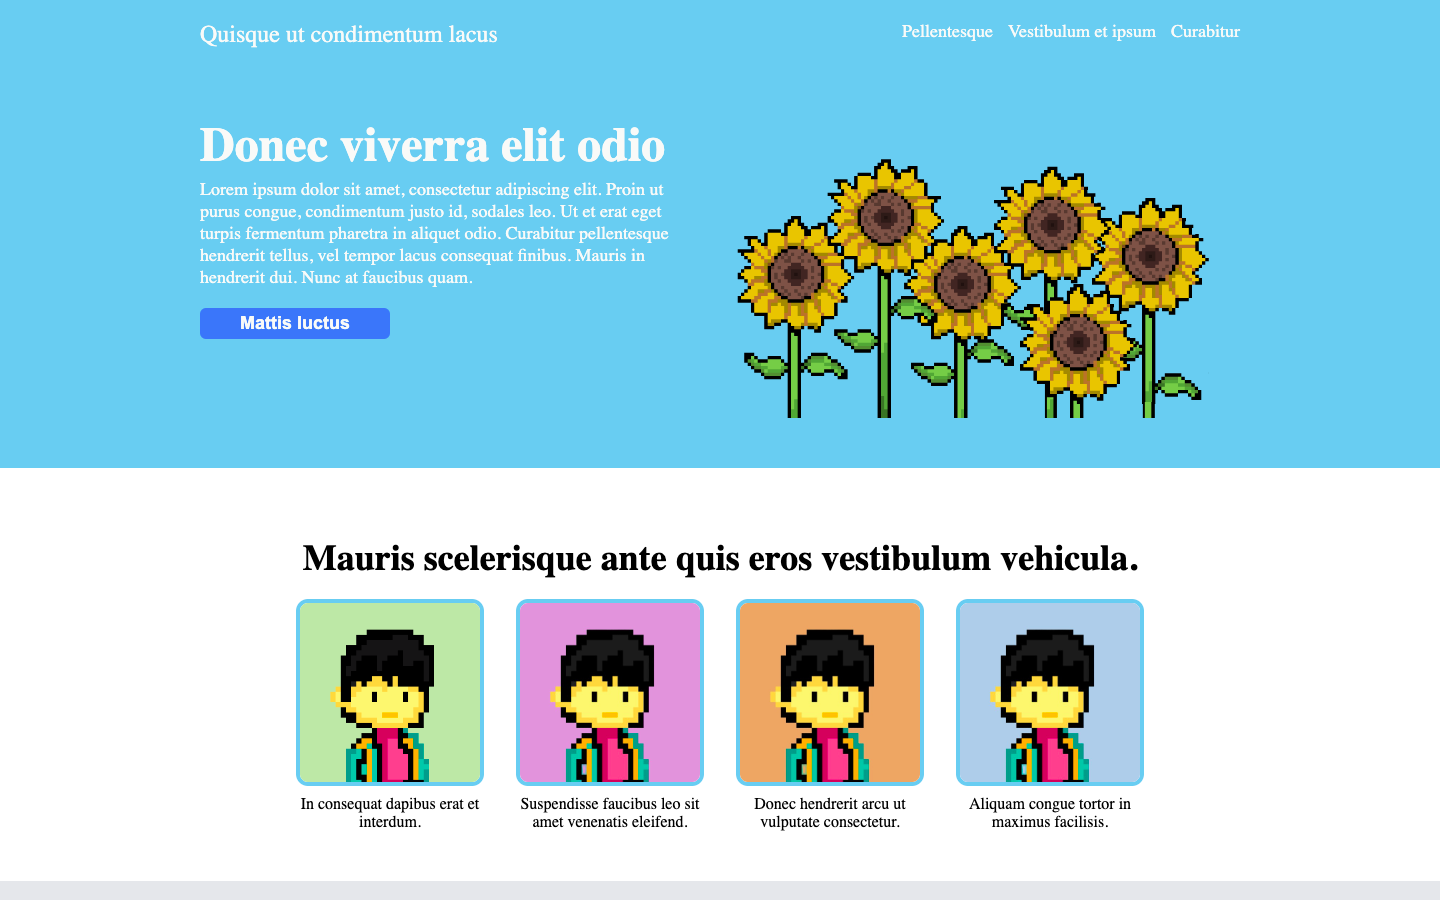 Quisque ut condimentum lacus
Pellentesque Vestibulum et ipsum Curabitur
Donec viverra elit odio
Lorem ipsum dolor sit amet, consectetur adipiscing elit. Proin ut
purus congue, condimentum justo id, sodales leo. Ut et erat eget
turpis fermentum pharetra in aliquet odio. Curabitur pellentesque
hendrerit tellus, vel tempor lacus consequat finibus. Mauris in
hendrerit dui. Nunc at faucibus quam.
Mattis luctus
Mauris scelerisque ante quis eros vestibulum vehicula.
In consequat dapibus erat et
interdum.
Suspendisse faucibus leo sit
amet venenatis eleifend.
Donec hendrerit arcu ut
vulputate consectetur.
Aliquam congue tortor in
maximus facilisis.